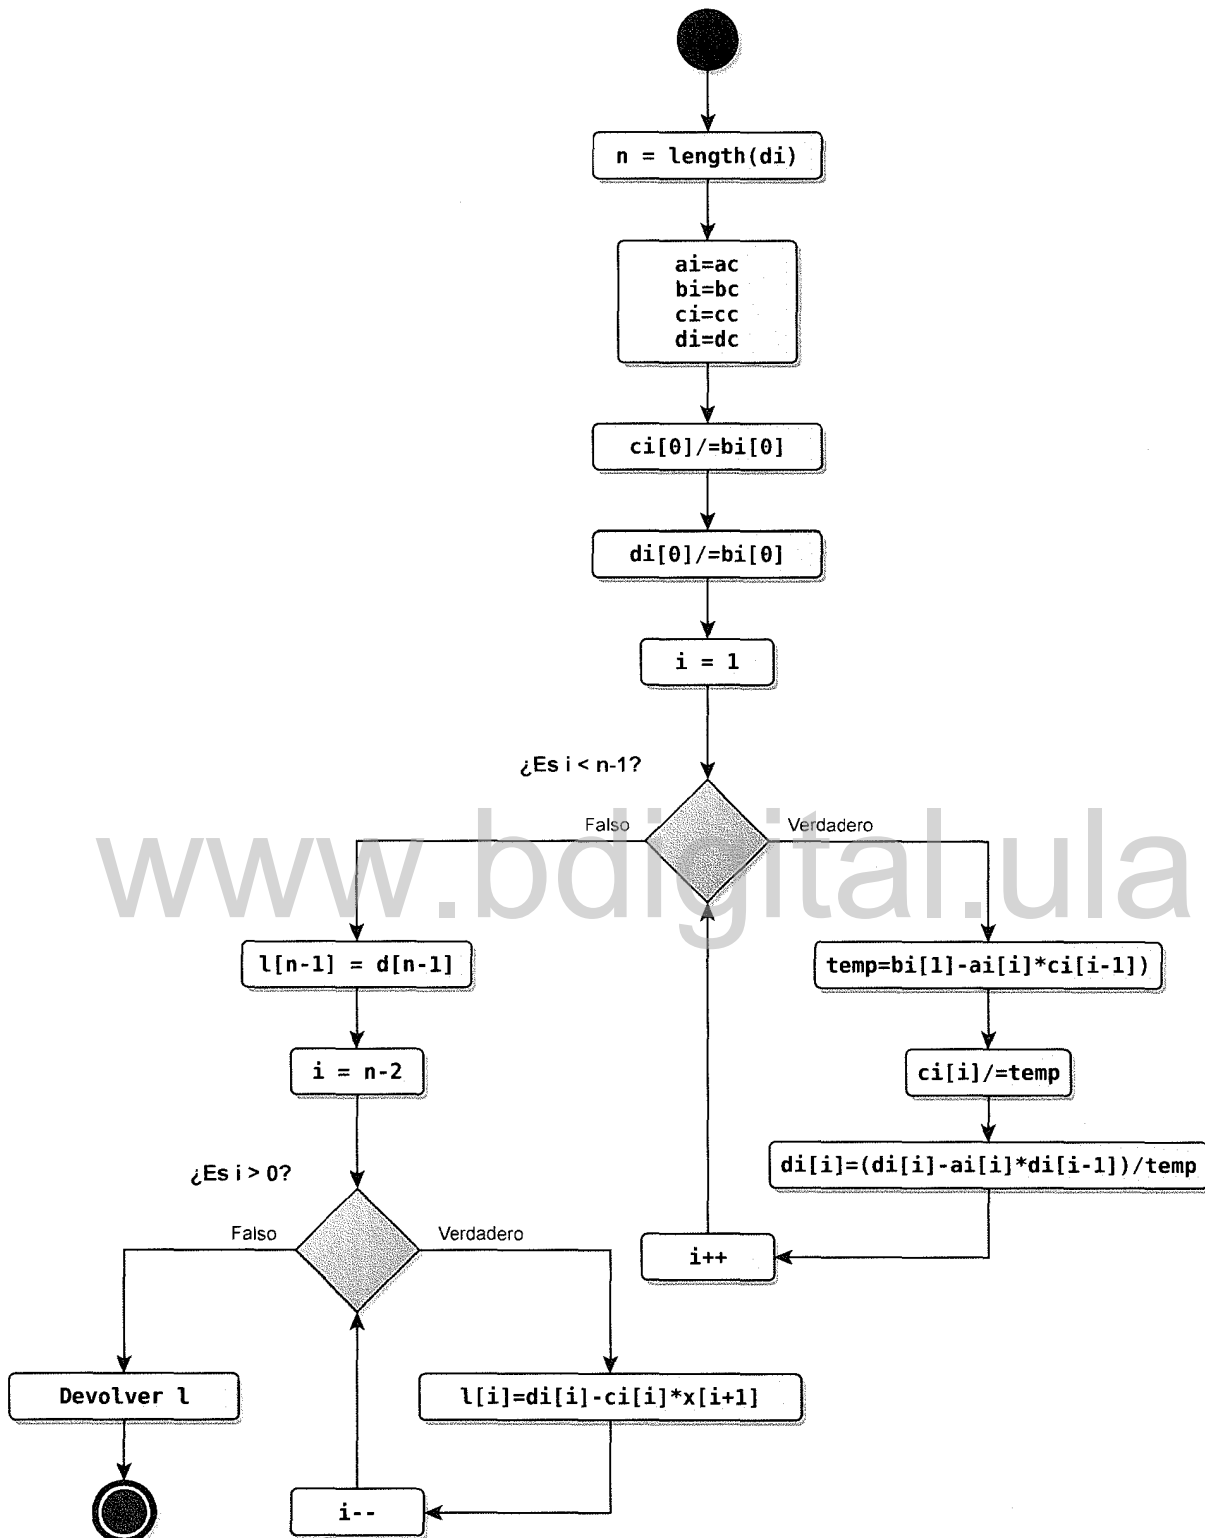 n = length(di)
ai=ac
bi=bc
ci=cc
di=dc
ci[0]/=bi[0]
di[0]/=bi[0]
i = 1
¿Es i < n-1?
Falso
Verdadero
www.bdigital.ula
l[n-1] = d[n-1]
temp=bi[1]-ai[i]*ci[i-1])
i = n-2
ci[i]/=temp
di[i]=(di[i]-ai[i]*di[i-1])/temp
¿Es i > 0?
Falso
Verdadero
i++
Devolver l
l[i]=di[i]-ci[i]*x[i+1]
i--